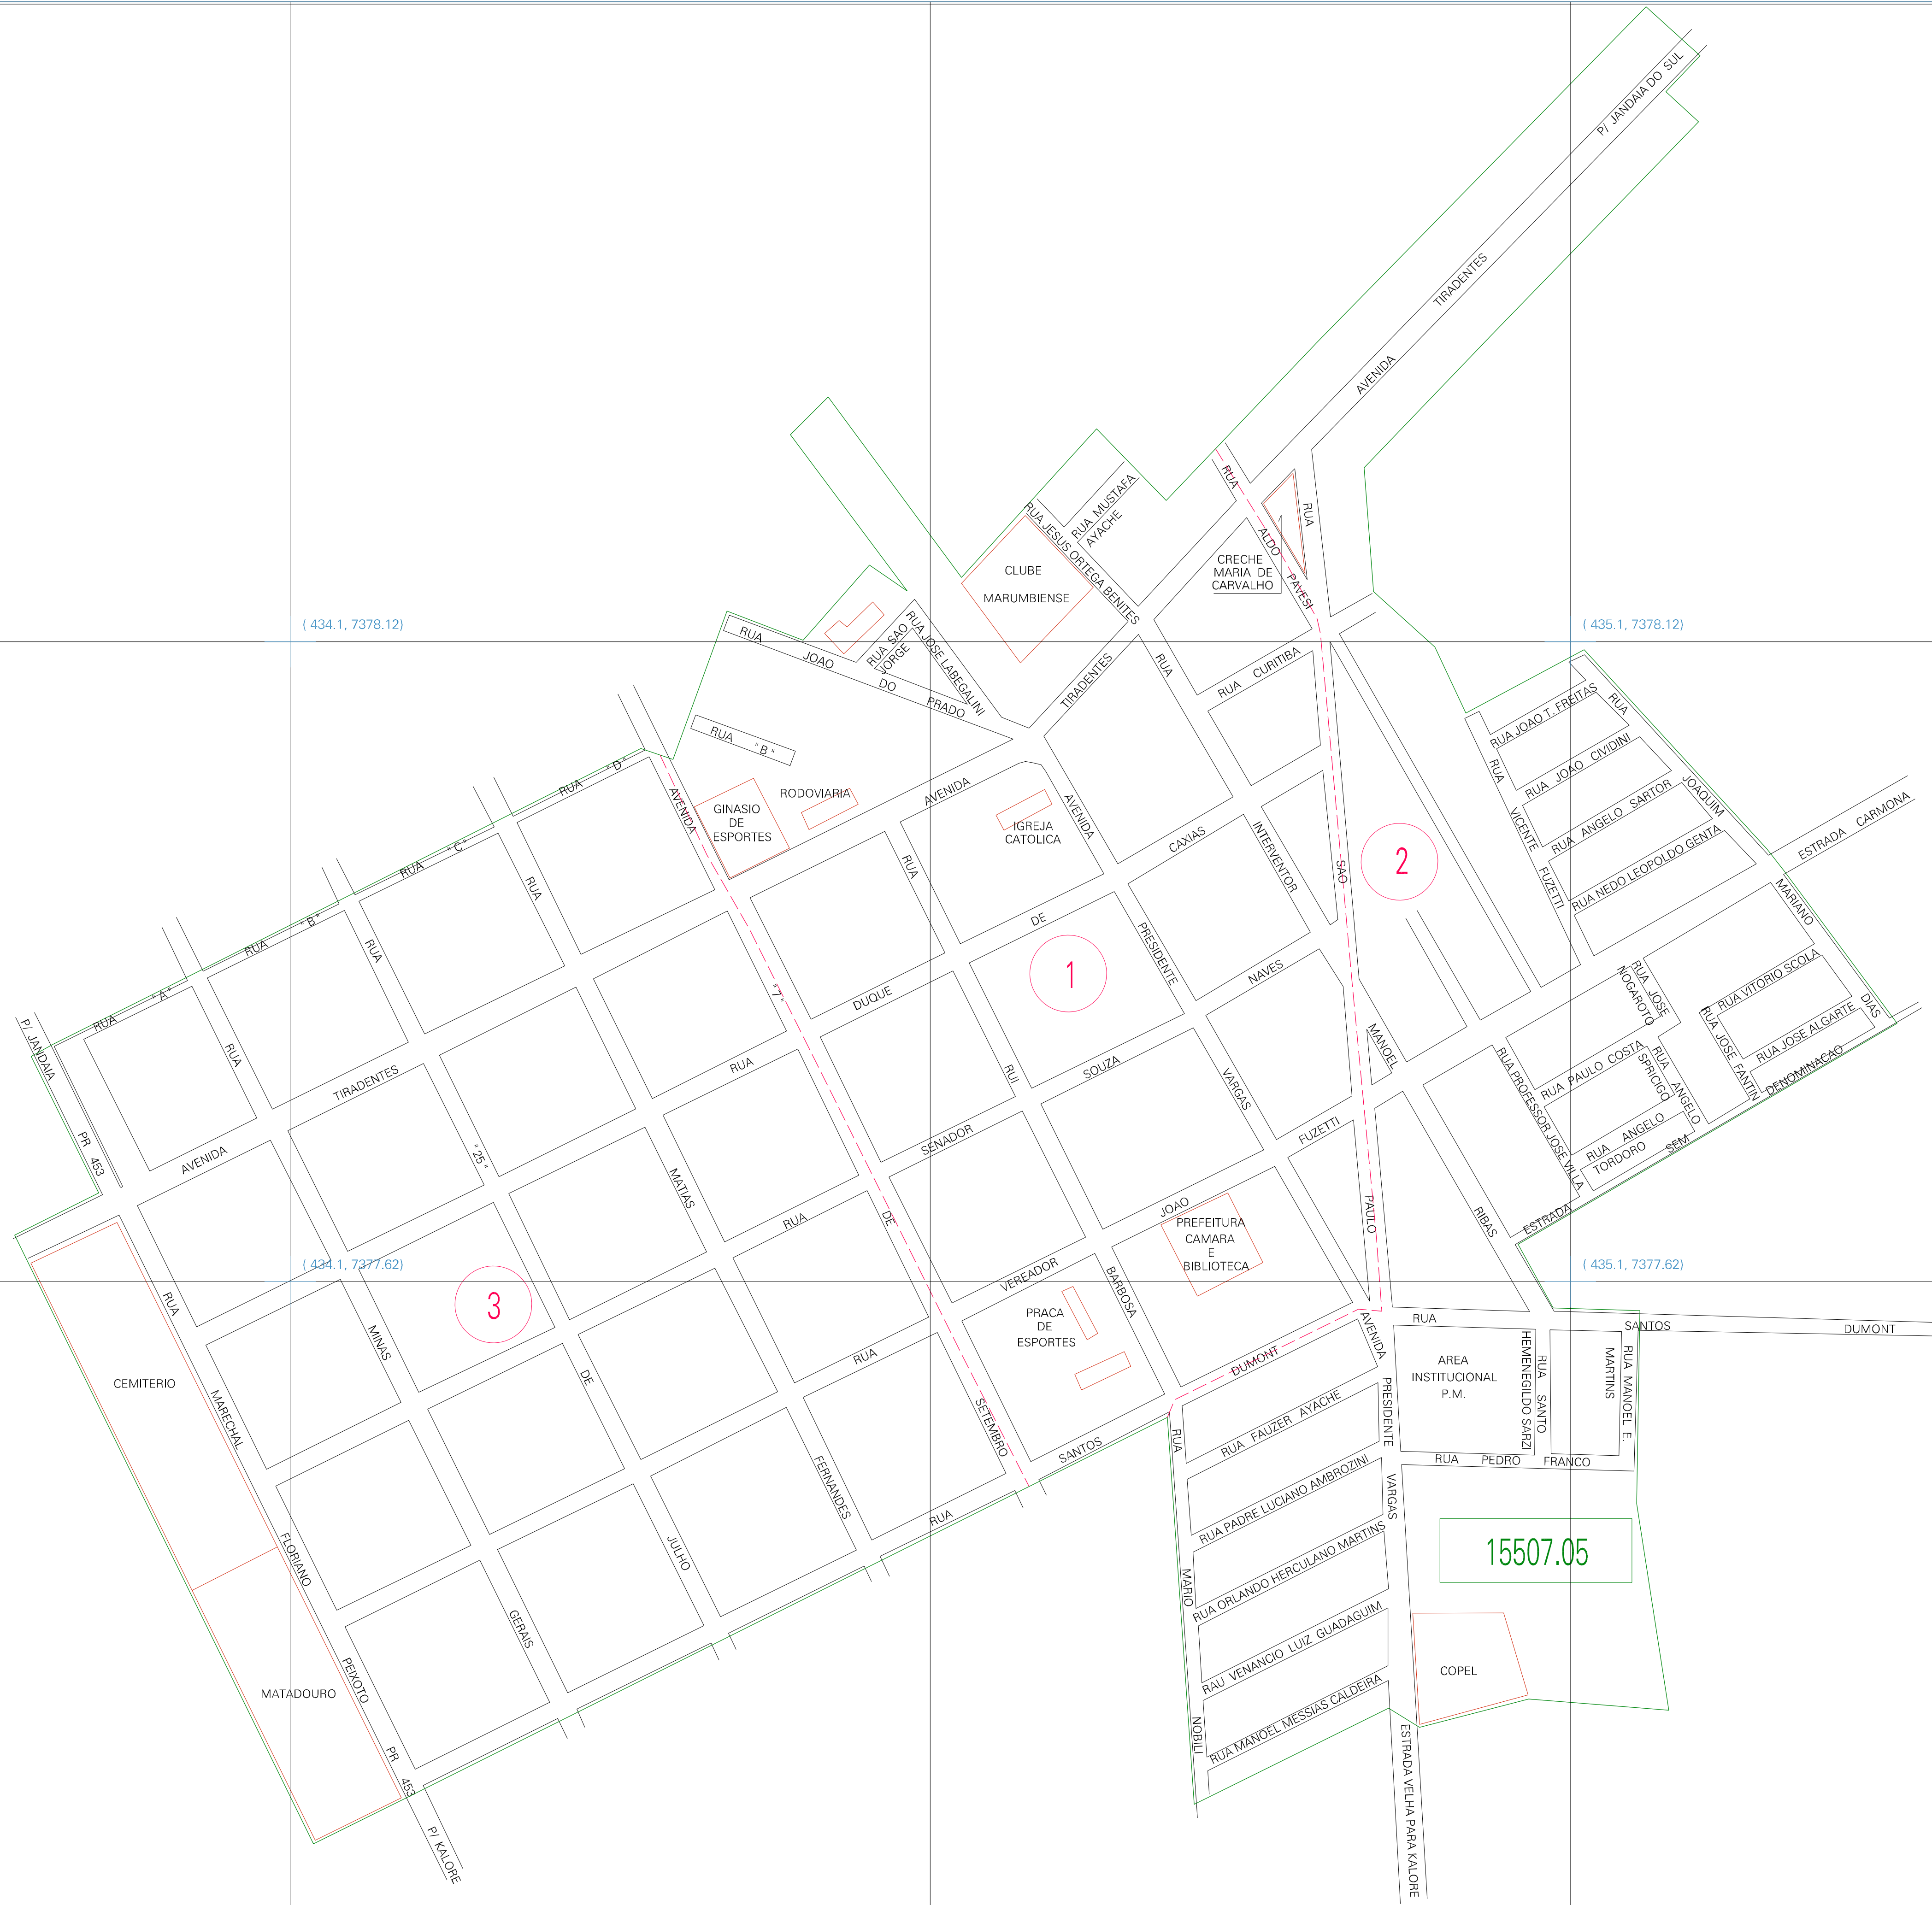 P/ JANDAIA DO SUL
TIRADENTES
AVENIDA
RUA
RUA
ALDO
PAVESI
RUA MUSTAFA
AYACHE
RUA JESUS ORTEGA BENITES
CLUBE
MARUMBIENSE
CRECHE
MARIA DE
CARVALHO
( 434.1, 7378.12)
( 435.1, 7378.12)
RUA
JOAO
DO
PRADO
RUA SAO
JORGE
RUA JOSE LABEGALINI
TIRADENTES
RUA
RUA CURITIBA
RUA "B"
RUA JOAO T. FREITAS
RUA
RUA JOAO CIVIDINI
RUA
VICENTE
FUZETTI
RUA ANGELO SARTOR
JOAQUIM
RUA NEDO LEOPOLDO GENTA
ESTRADA CARMONA
MARIANO
DIAS
RUA "D"
AVENIDA
GINASIO
DE
ESPORTES
RODOVIARIA
AVENIDA
IGREJA
CATOLICA
AVENIDA
CAXIAS
INTERVENTOR
SAO
2
RUA "C"
RUA
RUA
DE
PRESIDENTE
NAVES
RUA "B"
RUA
"7"
DUQUE
1
MANOEL
RUA JOSE
NOGAROTO
RUA VITORIO SCOLA
RUA JOSE ALGARTE
RUA JOSE FANTIN
DENOMINACAO
RUA "A"
RUA
P/ JANDAIA
PR 453
TIRADENTES
RUA
RUI
SOUZA
VARGAS
RUA PAULO COSTA
RUA ANGELO
SPRICIGO
RUA PROFESSOR JOSE VILLA
RUA ANGELO
TORDORO
SEM
ESTRADA
AVENIDA
"25"
MATIAS
SENADOR
FUZETTI
RUA
DE
JOAO
PAULO
RIBAS
PREFEITURA
CAMARA
E
BIBLIOTECA
( 434.1, 7377.62)
( 435.1, 7377.62)
RUA
3
MINAS
DE
RUA
VEREADOR
BARBOSA
PRACA
DE
ESPORTES
AVENIDA
RUA
SANTOS
DUMONT
DUMONT
AREA
INSTITUCIONAL
P.M.
RUA SANTO
HEMENEGILDO SARZI
RUA MANOEL E.
MARTINS
CEMITERIO
MARECHAL
SETEMBRO
SANTOS
RUA
RUA FAUZER AYACHE
PRESIDENTE
VARGAS
RUA PEDRO FRANCO
RUA PADRE LUCIANO AMBROZINI
FERNANDES
RUA
FLORIANO
JULHO
MARIO
RUA ORLANDO HERCULANO MARTINS
15507.05
GERAIS
RAU VENANCIO LUIZ GUADAGUIM
PEIXOTO
MATADOURO
COPEL
RUA MANOEL MESSIAS CALDEIRA
NOBILI
PR 453
P/ KALORE
ESTRADA VELHA PARA KALORE